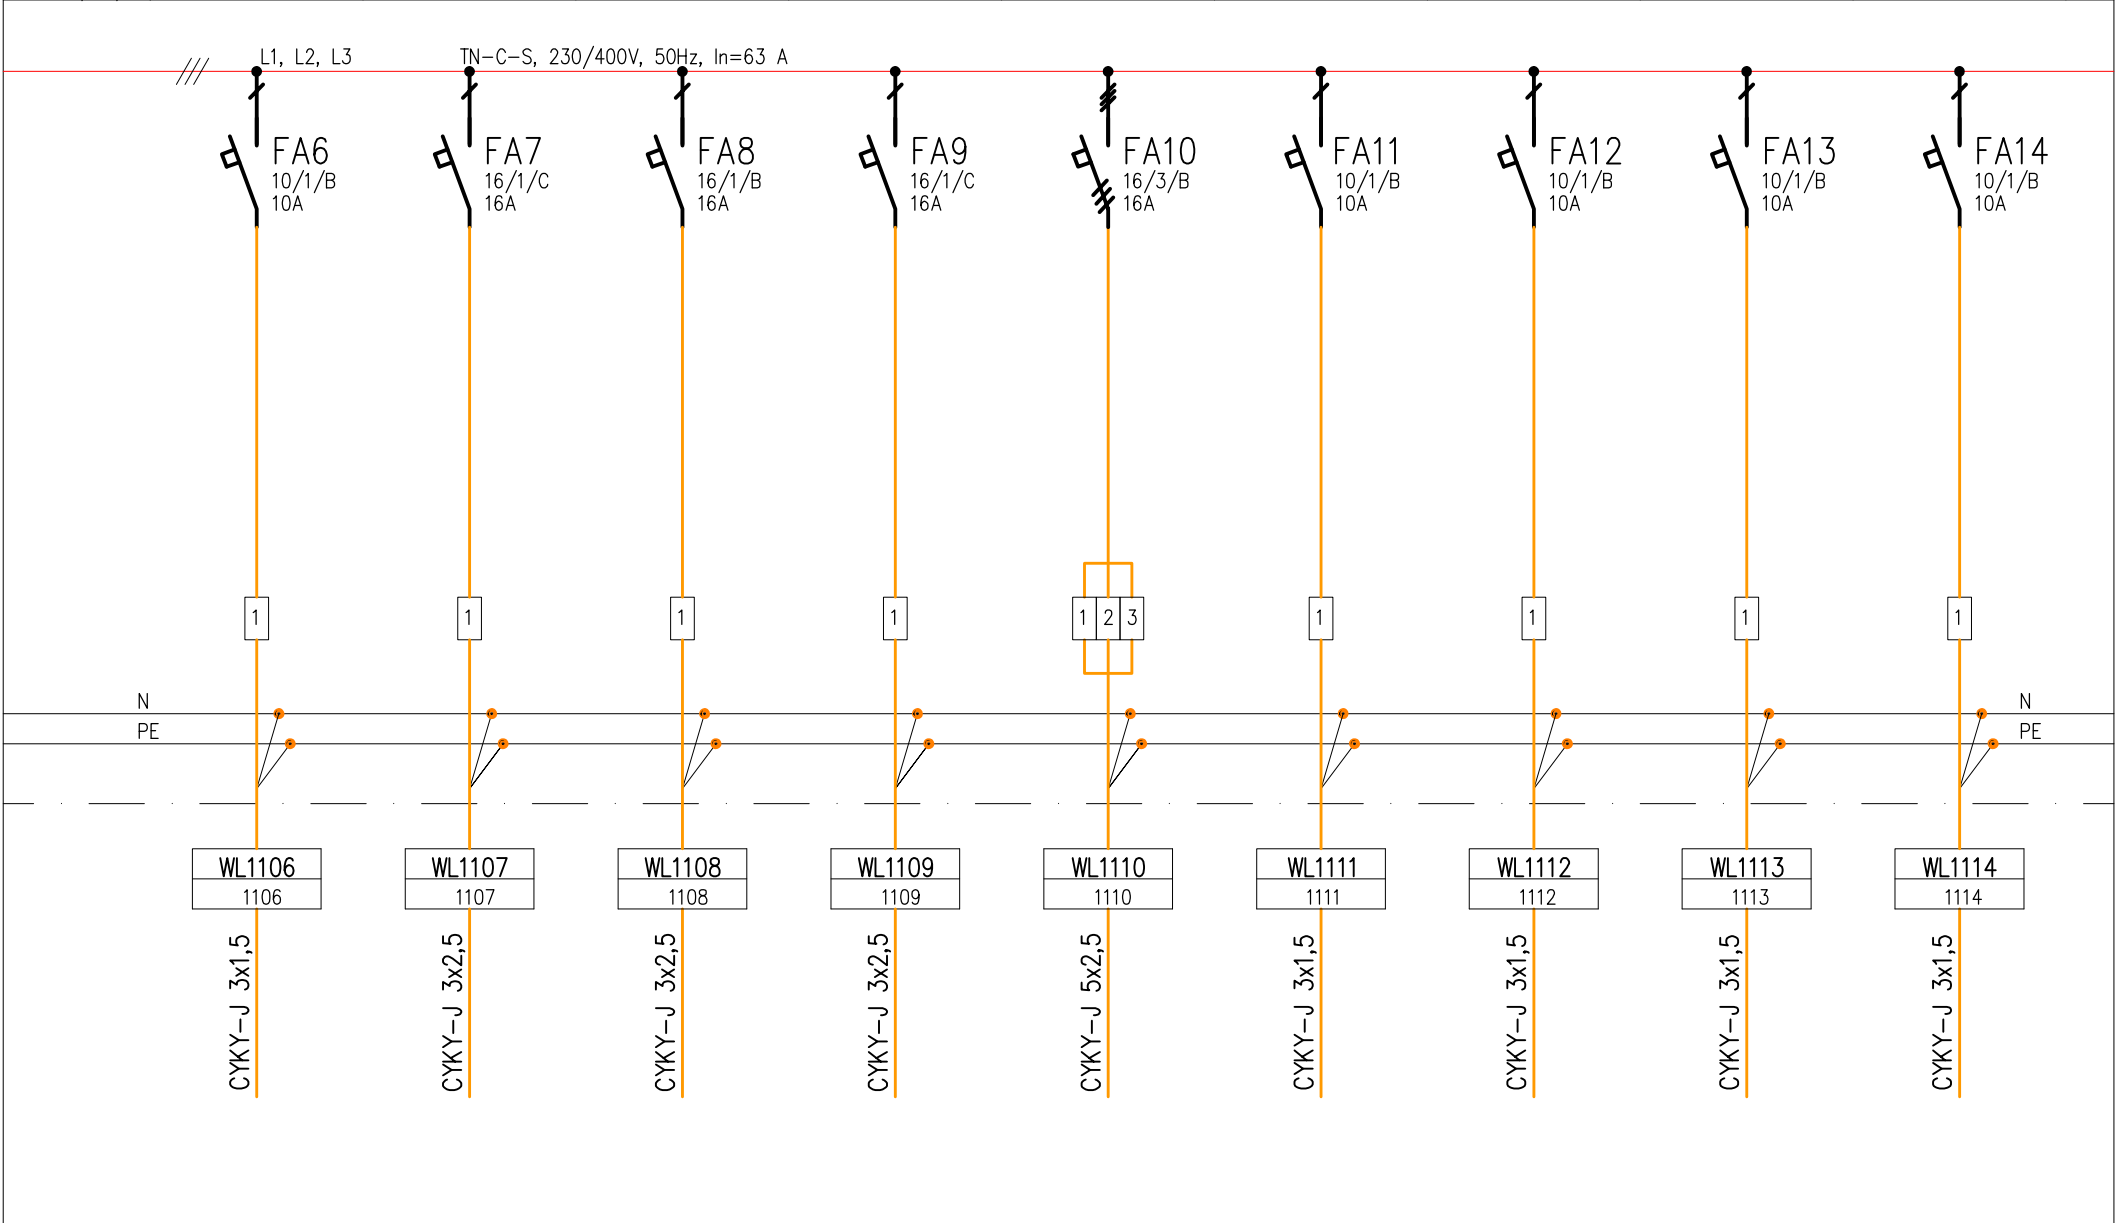 L1, L2, L3
TN-C-S, 230/400V, 50Hz, In=63 A
FA6
10/1/B
10A
FA7
16/1/C
16A
FA8
16/1/B
16A
FA9
16/1/C
16A
FA10
16/3/B
16A
FA11
10/1/B
10A
FA12
10/1/B
10A
FA13
10/1/B
10A
FA14
10/1/B
10A
1
1
1
1
1 2 3
1
1
1
1
N
N
PE
PE
WL1106
1106
WL1107
1107
WL1108
1108
WL1109
1109
WL1110
1110
WL1111
1111
WL1112
1112
WL1113
1113
WL1114
1114
CYKY-J 3x1,5
CYKY-J 3x2,5
CYKY-J 3x2,5
CYKY-J 3x2,5
CYKY-J 5x2,5
CYKY-J 3x1,5
CYKY-J 3x1,5
CYKY-J 3x1,5
CYKY-J 3x1,5